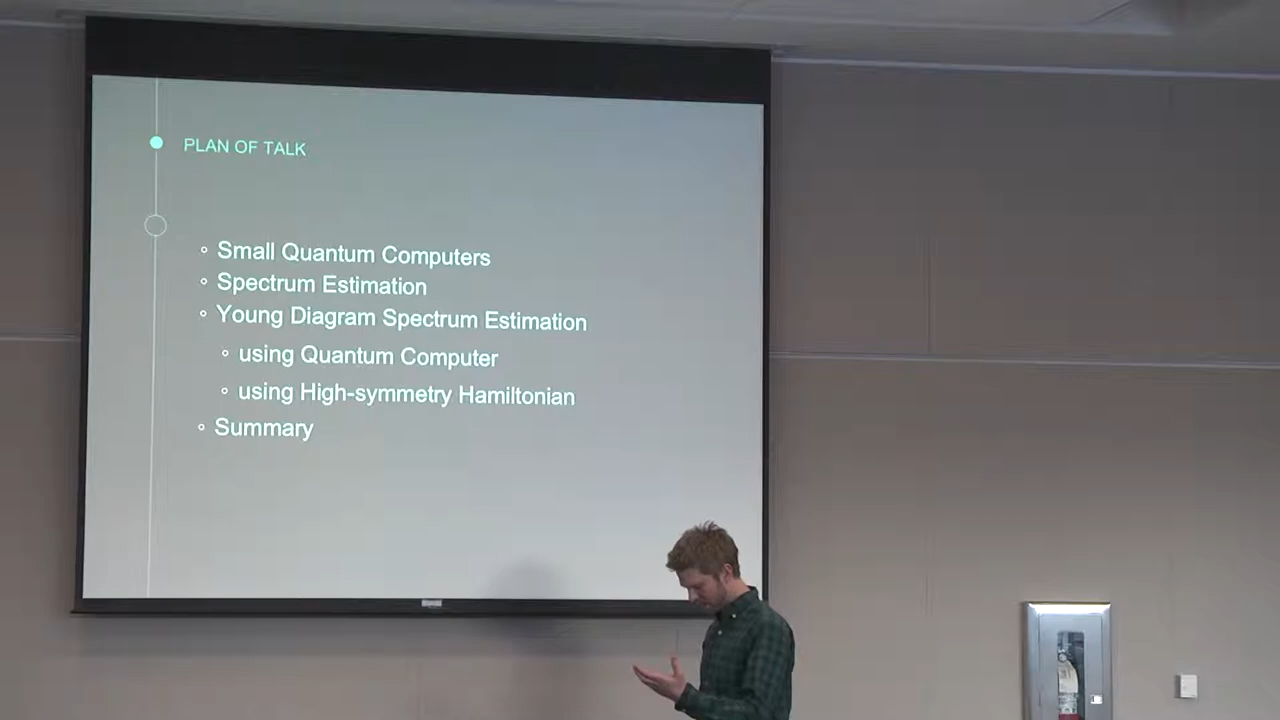 PLAN OF TALK
Small Quantum Computers
Spectrum Estimation
Young Diagram Spectrum Estimation
using Quantum Computer
using High-symmetry Hamiltonian
Summary